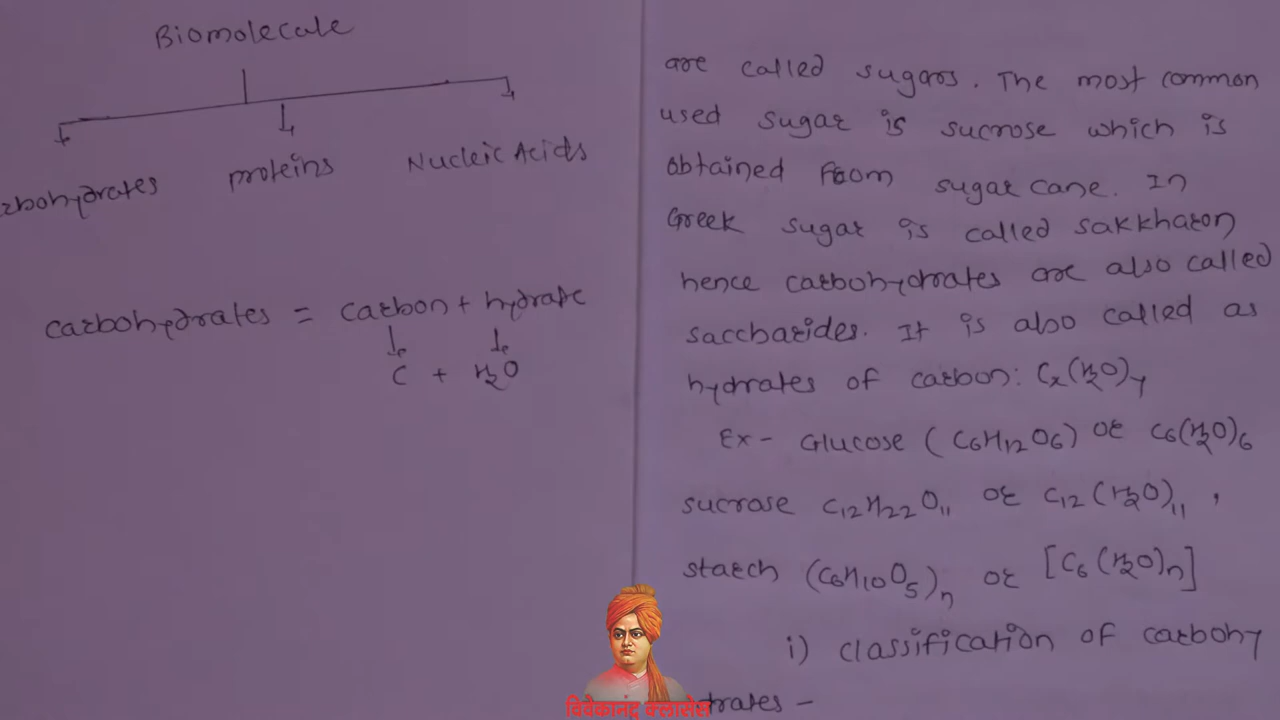 Biomolecule
proteins
Nucleic Acids
carbohydrates = carbon + hydrate
C + H2O
are called sugars. The most common
used sugar is sucrose which is
obtained from sugar cane. In
Greek sugar is called sakkharon
hence carbohydrates are also called
saccharides. It is also called as
hydrates of carbon: Cx(H2O)y
Ex - Glucose (C6H12O6) or C6(H2O)6
sucrose C12H22O11 or C12(H2O)11,
starch (C6H10O5)n or [C6(H2O)n]
i) classification of carbohy
drates -
विवेकानंद क्लासेस